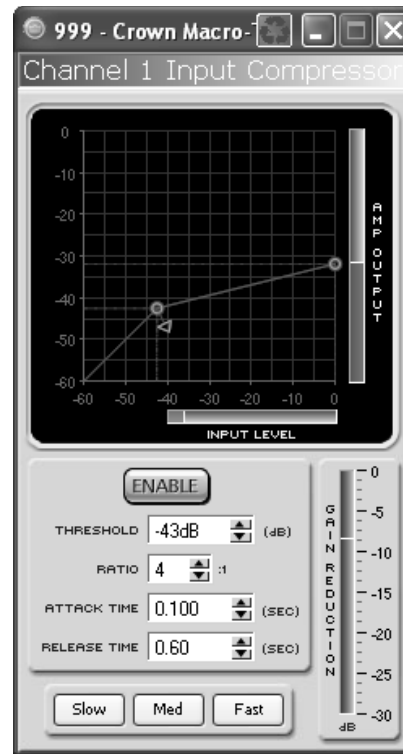 999 - Crown Macro-
Channel 1 Input Compressor
0
-10
-20
-30
-40
-50
-60
-60 -50 -40 -30 -20 -10 0
AMP OUTPUT
INPUT LEVEL
ENABLE
THRESHOLD -43dB (dB)
RATIO 4 :1
ATTACK TIME 0.100 (SEC)
RELEASE TIME 0.60 (SEC)
Slow Med Fast
GAIN REDUCTION
0
-5
-10
-15
-20
-25
-30
dB